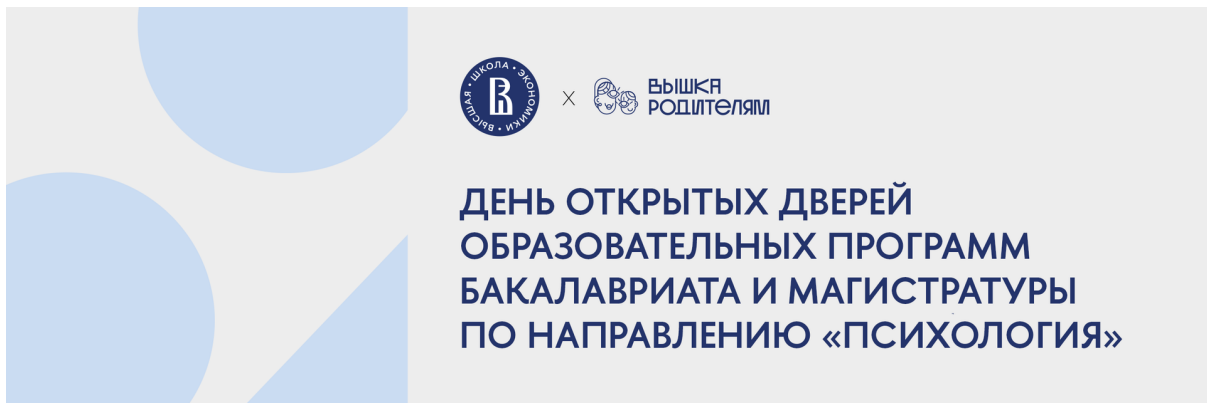 ВЫСШАЯ • ШКОЛА • ЭКОНОМИКИ •
X
ВЫШКА
РОДИТЕЛЯМ
ДЕНЬ ОТКРЫТЫХ ДВЕРЕЙ
ОБРАЗОВАТЕЛЬНЫХ ПРОГРАММ
БАКАЛАВРИАТА И МАГИСТРАТУРЫ
ПО НАПРАВЛЕНИЮ «ПСИХОЛОГИЯ»